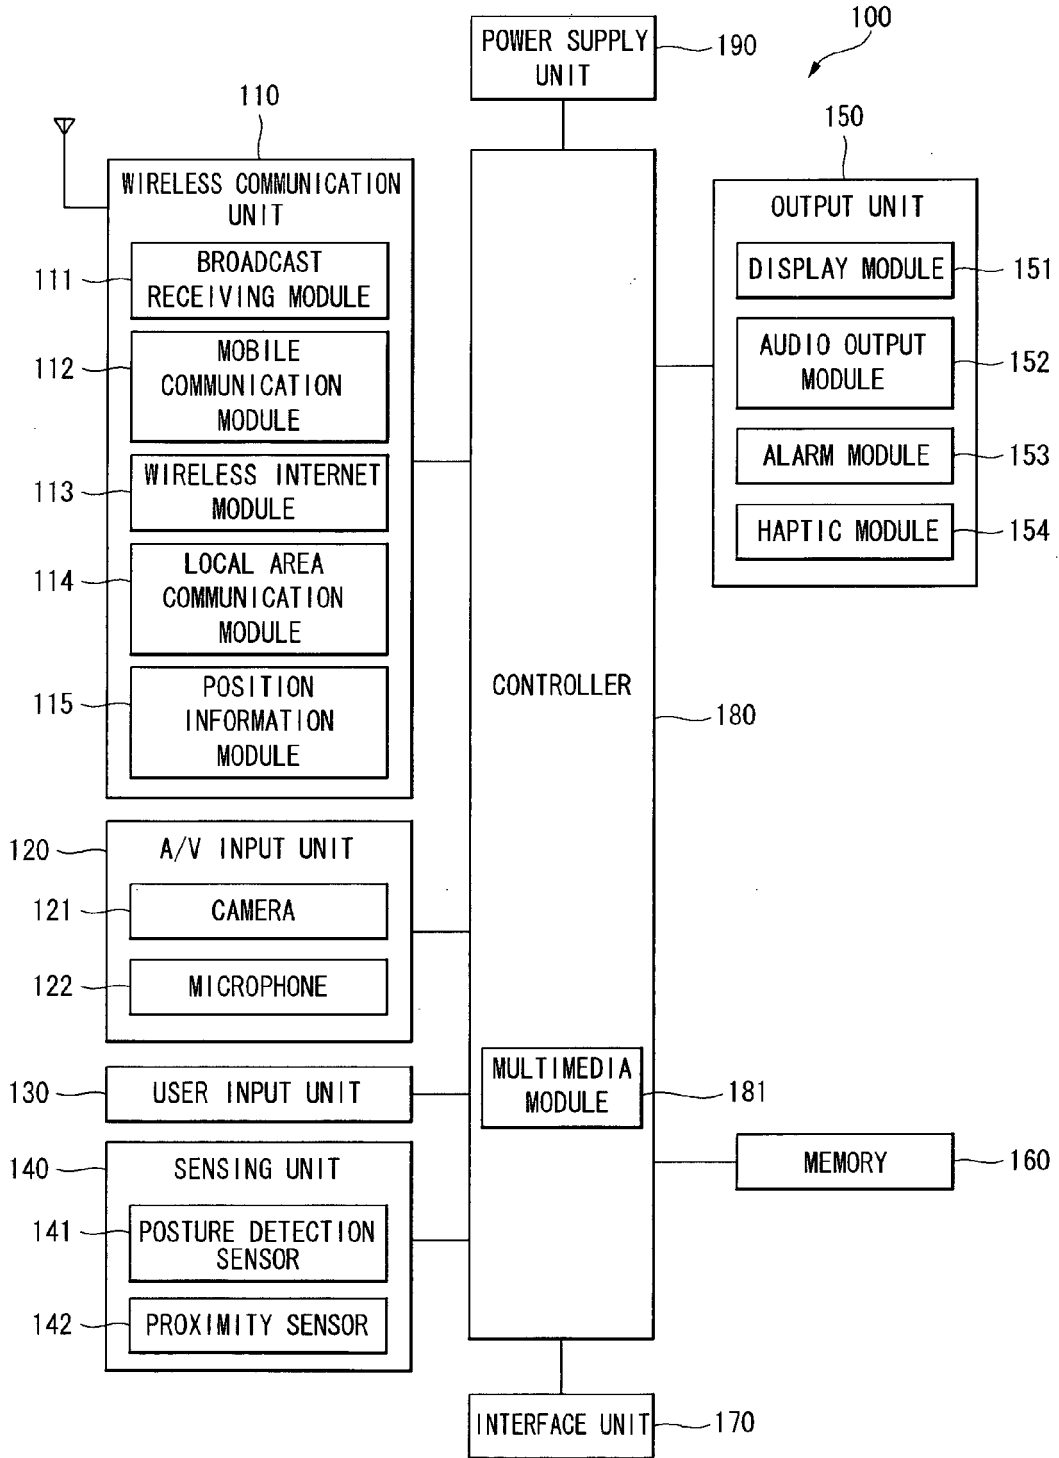 100
POWER SUPPLY
UNIT
190
110
WIRELESS COMMUNICATION
UNIT
111
BROADCAST
RECEIVING MODULE
112
MOBILE
COMMUNICATION
MODULE
113
WIRELESS INTERNET
MODULE
114
LOCAL AREA
COMMUNICATION
MODULE
115
POSITION
INFORMATION
MODULE
120
A/V INPUT UNIT
121
CAMERA
122
MICROPHONE
130
USER INPUT UNIT
140
SENSING UNIT
141
POSTURE DETECTION
SENSOR
142
PROXIMITY SENSOR
CONTROLLER
180
MULTIMEDIA
MODULE
181
150
OUTPUT UNIT
DISPLAY MODULE
151
AUDIO OUTPUT
MODULE
152
ALARM MODULE
153
HAPTIC MODULE
154
MEMORY
160
INTERFACE UNIT
170